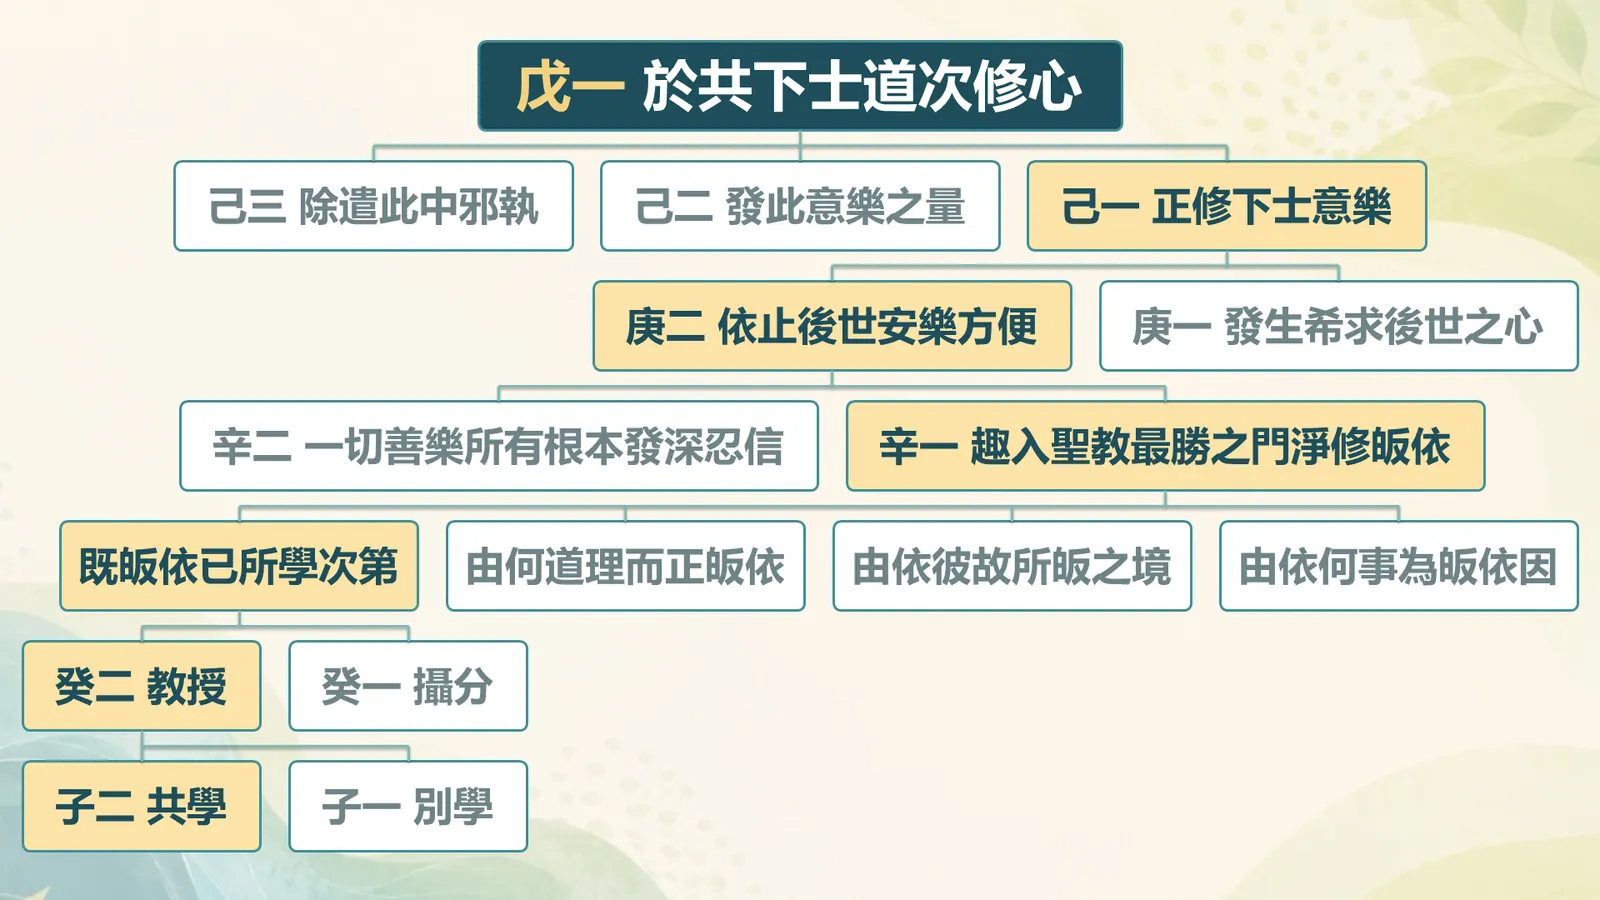 戊一 於共下士道次修心
己三 除遣此中邪執
己二 發此意樂之量
己一 正修下士意樂
庚二 依止後世安樂方便
庚一 發生希求後世之心
辛二 一切善樂所有根本發深忍信
辛一 趣入聖教最勝之門淨修皈依
既皈依已所學次第
由何道理而正皈依
由依彼故所皈之境
由依何事為皈依因
癸二 教授
癸一 攝分
子二 共學
子一 別學